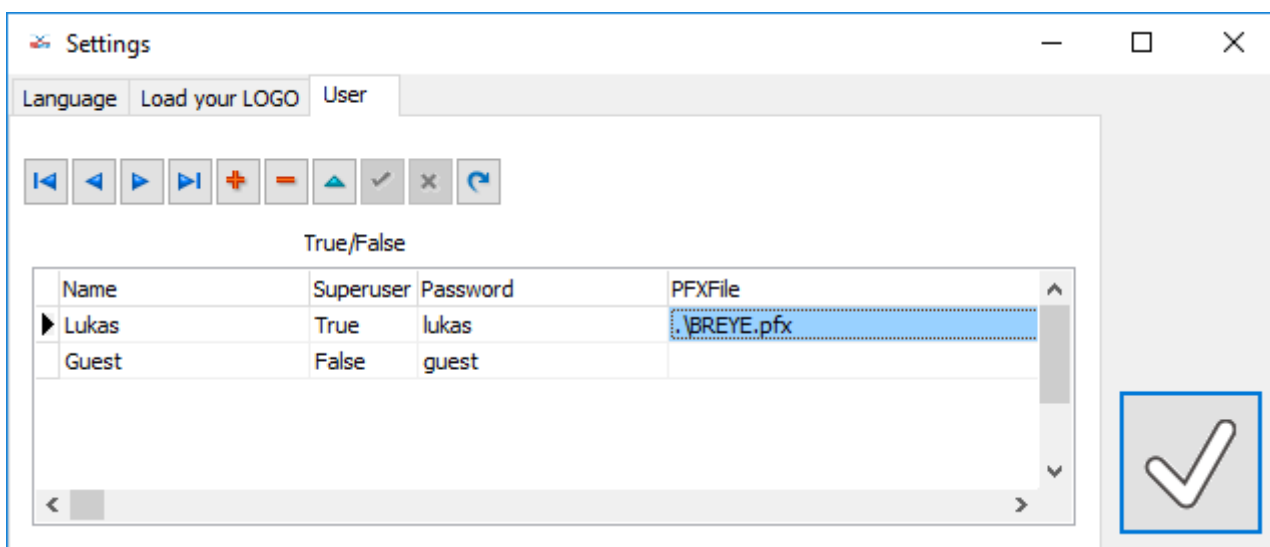 Settings
Language Load your LOGO User
True/False
Name Superuser Password PFXFile
Lukas True lukas .\BREYE.pfx
Guest False guest